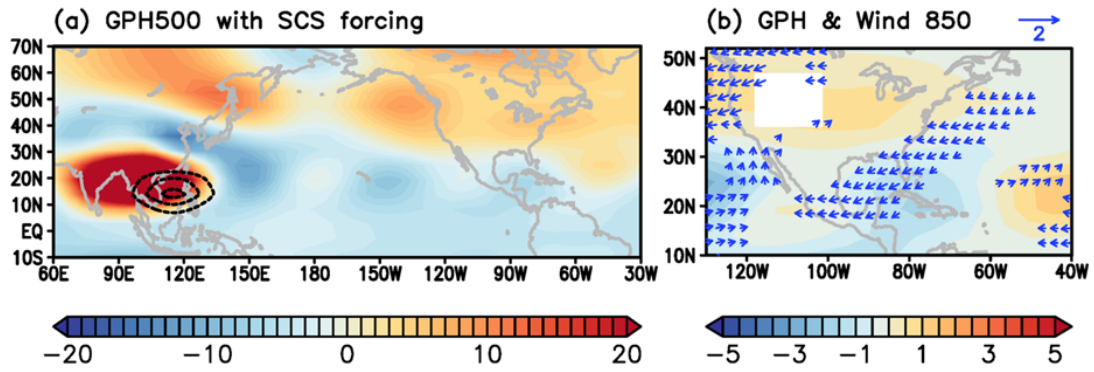 (a) GPH500 with SCS forcing
(b) GPH & Wind 850
2
70N
60N
50N
40N
30N
20N
10N
EQ
10S
60E 90E 120E 150E 180 150W 120W 90W 60W 30W
50N
40N
30N
20N
10N
120W 100W 80W 60W 40W
−20 −10 0 10 20
−5 −3 −1 1 3 5